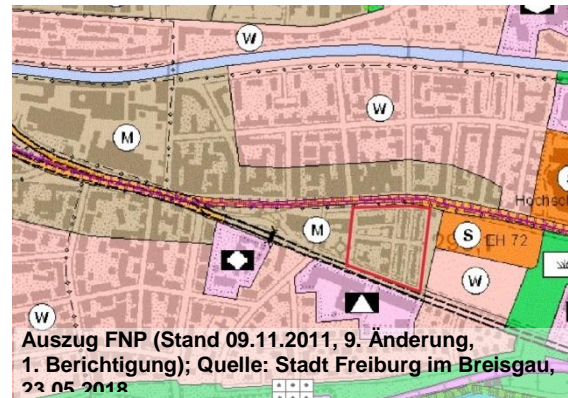 W
M
W
Hochsch
S
EH 72
M
W
W
Auszug FNP (Stand 09.11.2011, 9. Änderung,
1. Berichtigung); Quelle: Stadt Freiburg im Breisgau,
23.05.2018